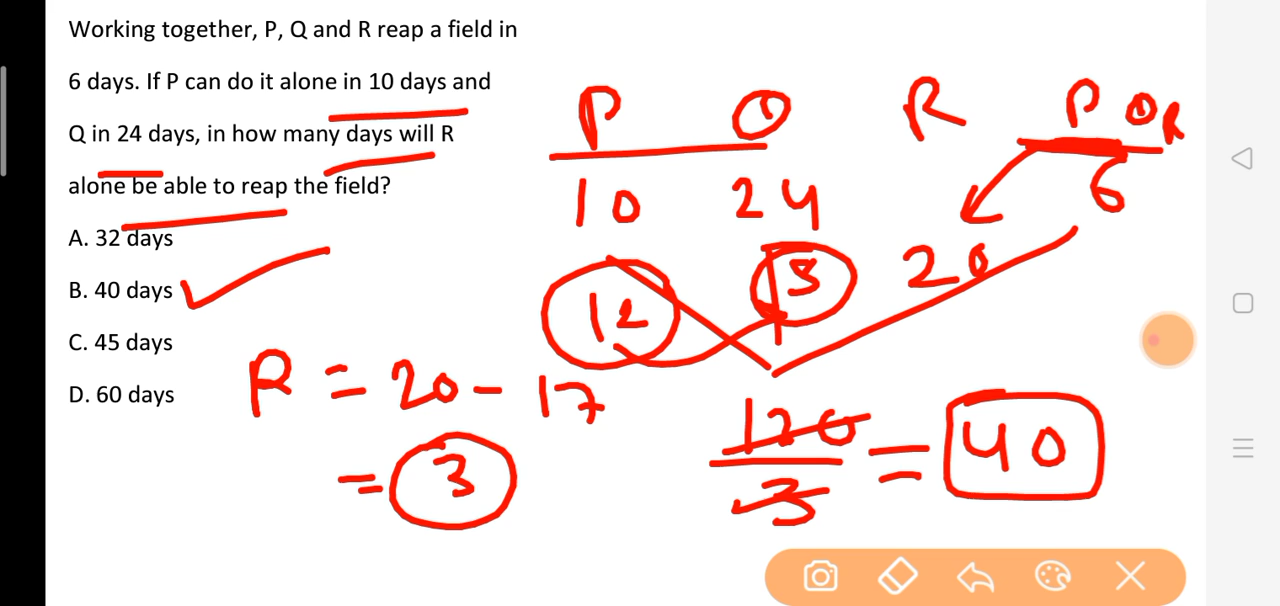 Working together, P, Q and R reap a field in
6 days. If P can do it alone in 10 days and
Q in 24 days, in how many days will R
alone be able to reap the field?
A. 32 days
B. 40 days
C. 45 days
D. 60 days
P Q R PQR
10 24 6
12 5 20
R = 20 - 17
= 3
120/3 = 40